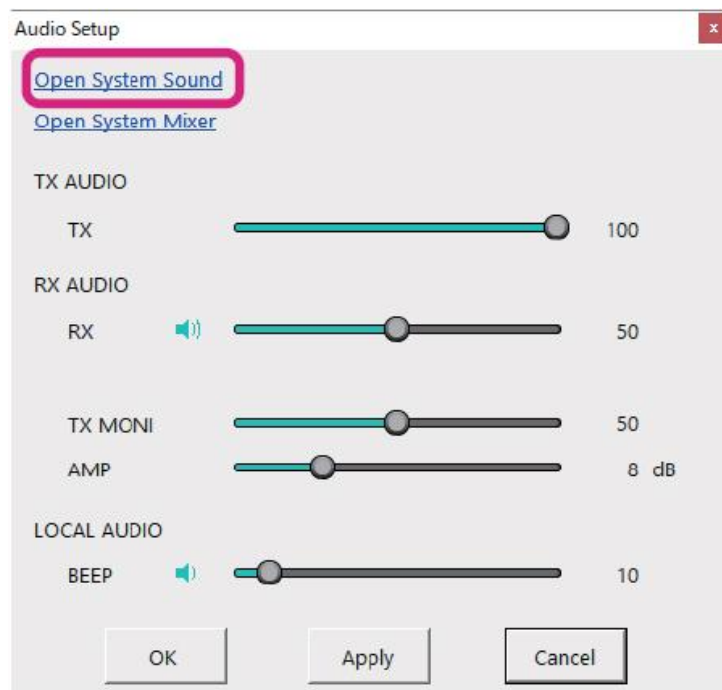 Audio Setup
x
Open System Sound
Open System Mixer
TX AUDIO
TX 100
RX AUDIO
RX 50
TX MONI 50
AMP 8 dB
LOCAL AUDIO
BEEP 10
OK Apply Cancel